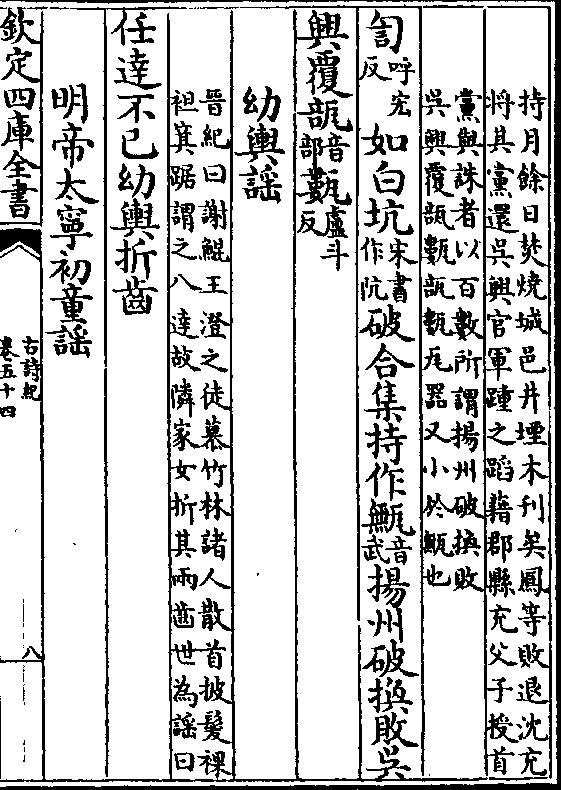 持月餘日焚燒城邑井堙木刋矣鳳等敗退沈充
將其黨還吳興官軍踵之蹈藉郡縣充父子授首
黨與誅者以百數所謂揚州破換敗
吳興覆瓿甊瓿甊瓦器又小於甒也
訇呼宏反如白坑宋書作阬破合集持作甒音武揚州破換敗吳
興覆瓿音部甊盧斗反
幼輿謡
晉紀曰謝鯤王澄之徒慕竹林諸人散首披髮裸
袒箕踞謂之八達故隣家女折其兩齒世為謡曰
任達不已幼輿折齒
明帝太寧初童謡
欽定四庫全書
古詩紀
卷五十四
八